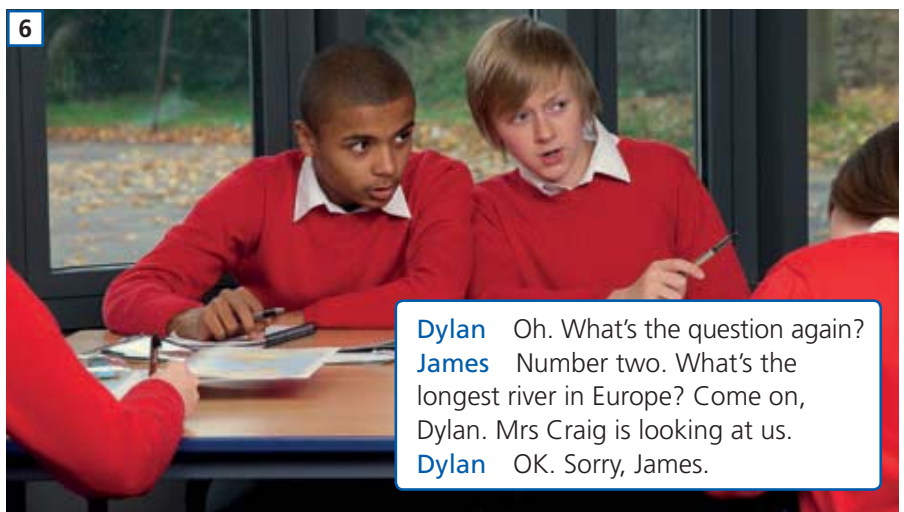 6
Dylan Oh. What's the question again?
James Number two. What's the
longest river in Europe? Come on,
Dylan. Mrs Craig is looking at us.
Dylan OK. Sorry, James.